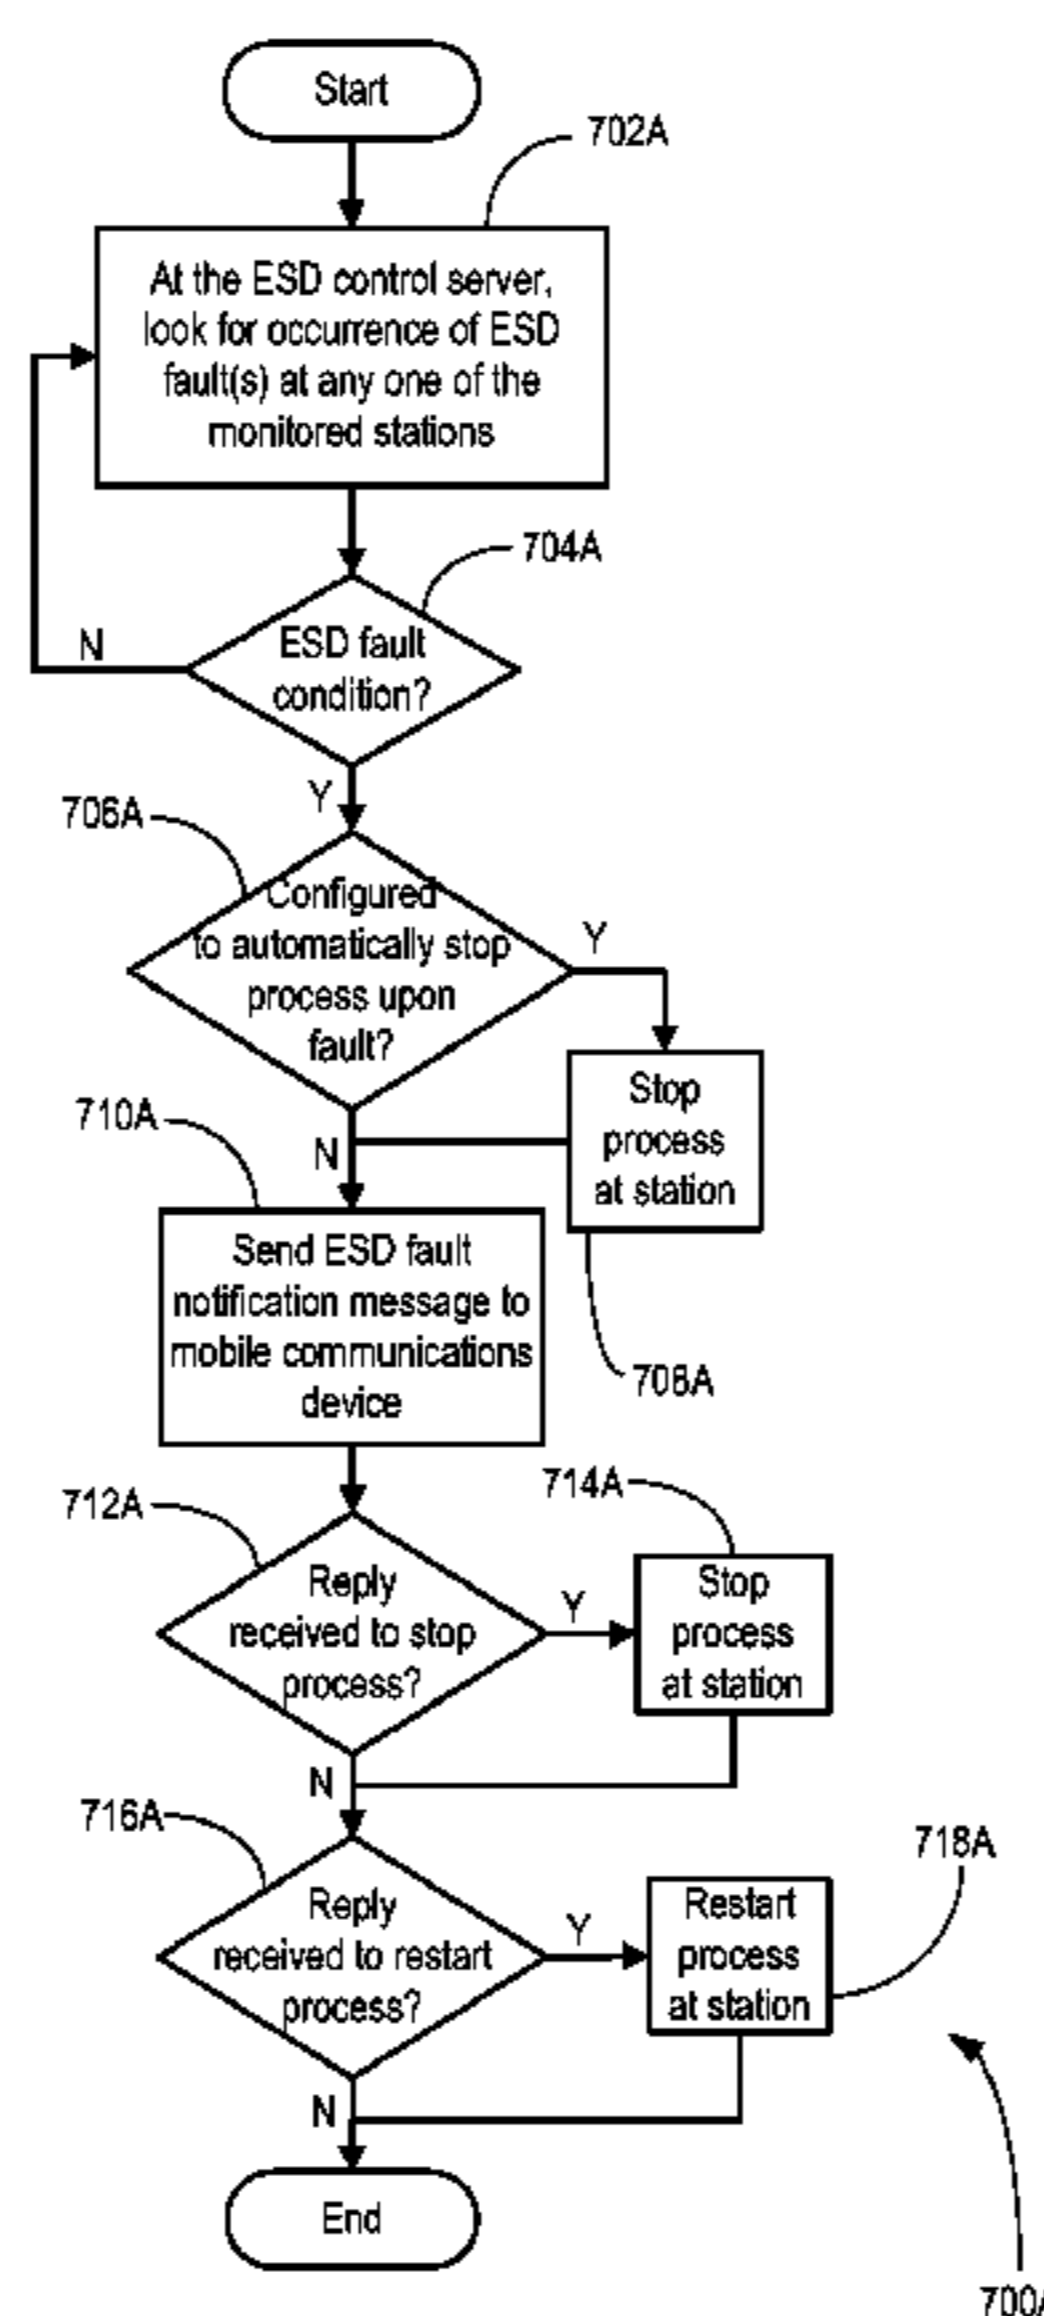 Start
702A
At the ESD control server,
look for occurrence of ESD
fault(s) at any one of the
monitored stations
704A
ESD fault
condition?
N
Y
706A
Configured
to automatically stop
process upon
fault?
Y
Stop
process
at station
708A
N
710A
Send ESD fault
notification message to
mobile communications
device
712A
Reply
received to stop
process?
Y
714A
Stop
process
at station
N
716A
Reply
received to restart
process?
Y
Restart
process
at station
718A
N
End
700A